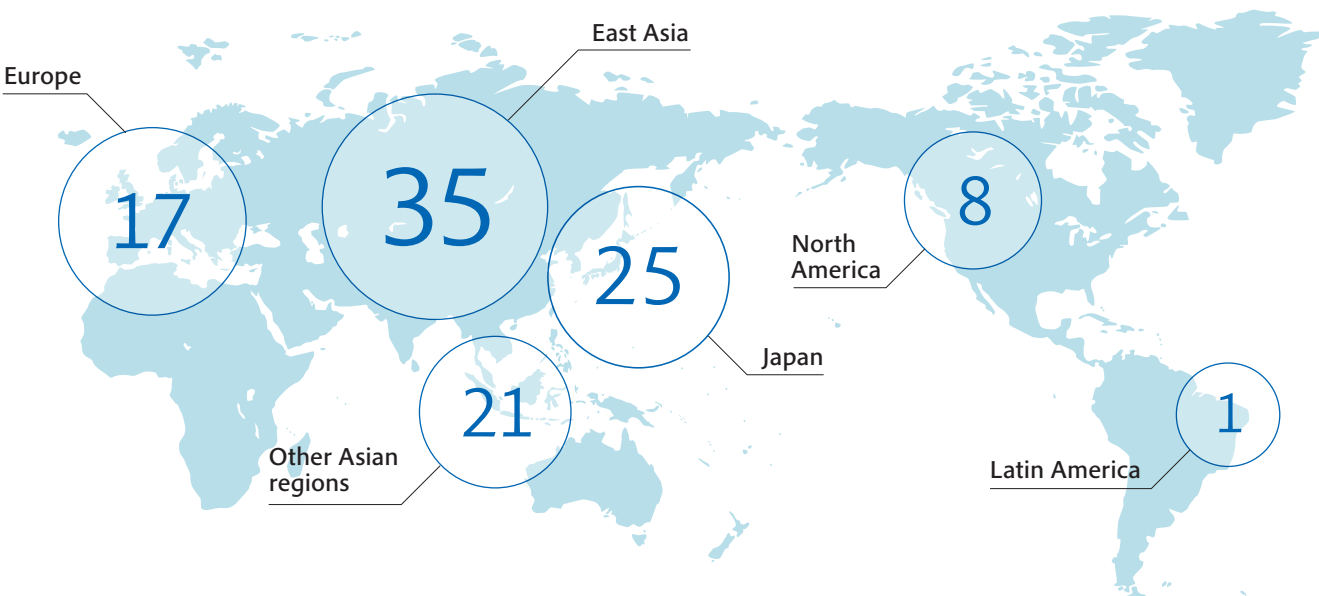 East Asia
Europe
35
17
8
25
North
America
Japan
21
1
Other Asian
regions
Latin America